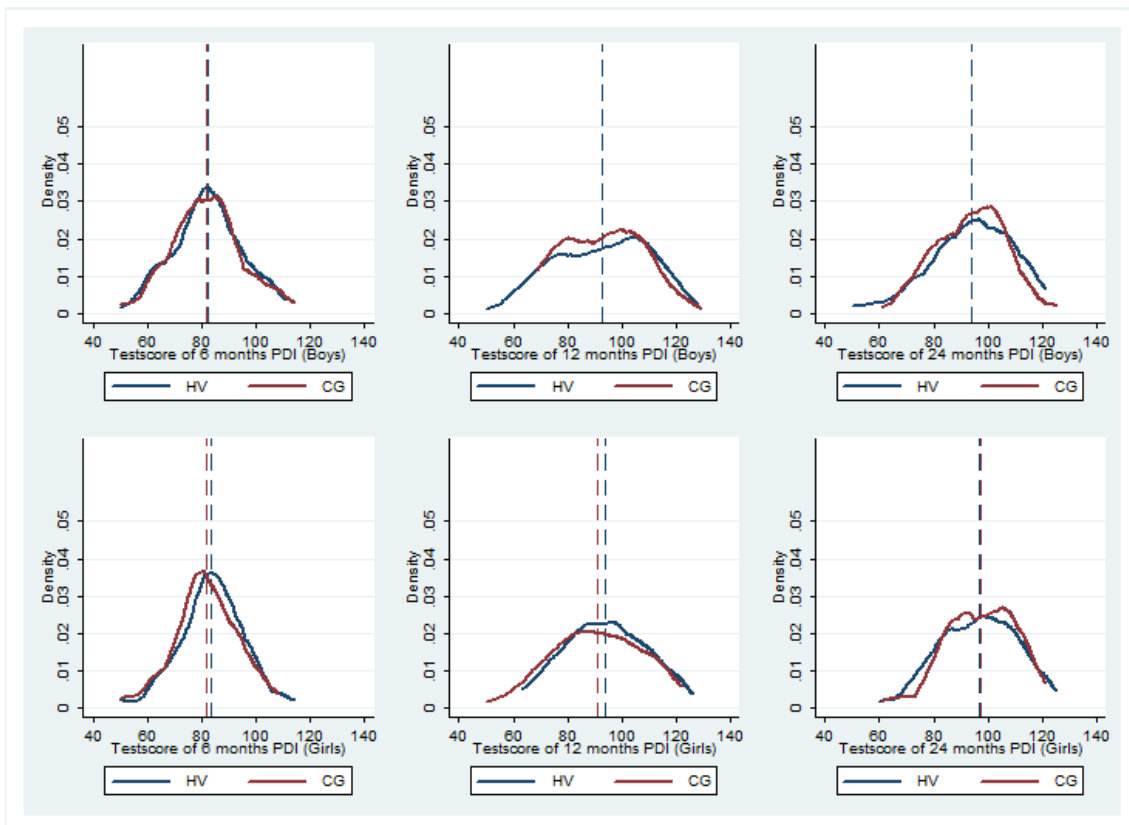 Density
0 .01 .02 .03 .04 .05
40 60 80 100 120 140
Testscore of 6 months PDI (Boys)
HV CG
Density
0 .01 .02 .03 .04 .05
40 60 80 100 120 140
Testscore of 12 months PDI (Boys)
HV CG
Density
0 .01 .02 .03 .04 .05
40 60 80 100 120 140
Testscore of 24 months PDI (Boys)
HV CG
Density
0 .01 .02 .03 .04 .05
40 60 80 100 120 140
Testscore of 6 months PDI (Girls)
HV CG
Density
0 .01 .02 .03 .04 .05
40 60 80 100 120 140
Testscore of 12 months PDI (Girls)
HV CG
Density
0 .01 .02 .03 .04 .05
40 60 80 100 120 140
Testscore of 24 months PDI (Girls)
HV CG